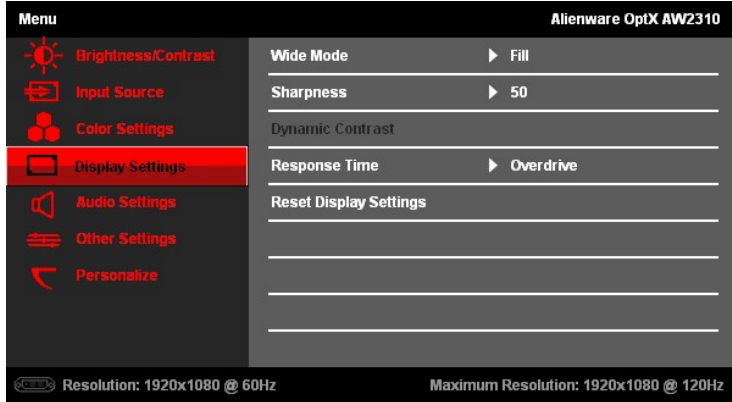 Menu
Alienware OptX AW2310
Brightness/Contrast
Input Source
Color Settings
Display Settings
Audio Settings
Other Settings
Personalize
Wide Mode Fill
Sharpness 50
Dynamic Contrast
Response Time Overdrive
Reset Display Settings
Resolution: 1920x1080 @ 60Hz
Maximum Resolution: 1920x1080 @ 120Hz